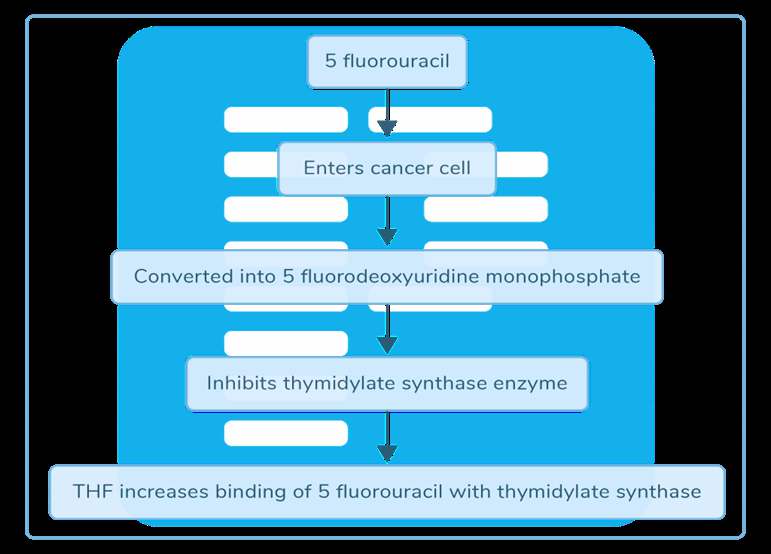 5 fluorouracil
Enters cancer cell
Converted into 5 fluorodeoxyuridine monophosphate
Inhibits thymidylate synthase enzyme
THF increases binding of 5 fluorouracil with thymidylate synthase